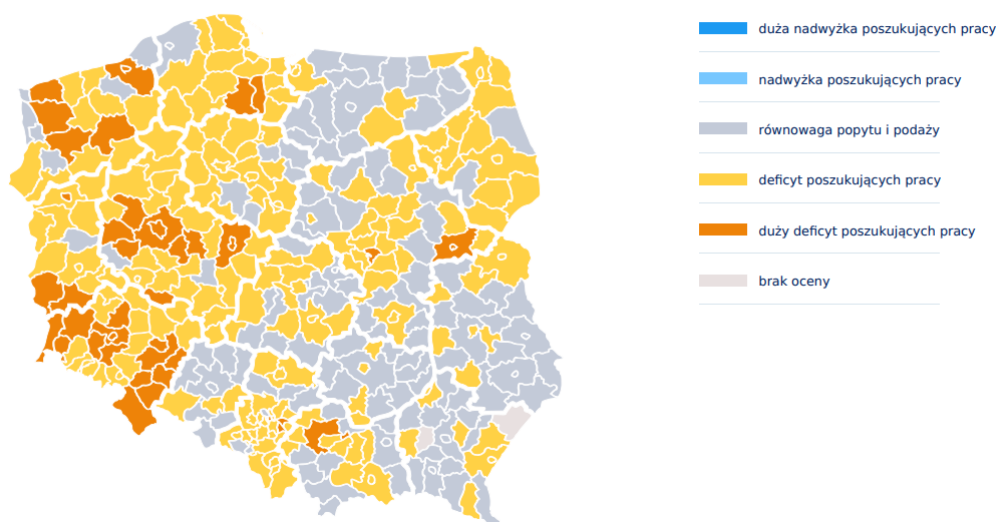 duża nadwyżka poszukujących pracy
nadwyżka poszukujących pracy
równowaga popytu i podaży
deficyt poszukujących pracy
duży deficyt poszukujących pracy
brak oceny